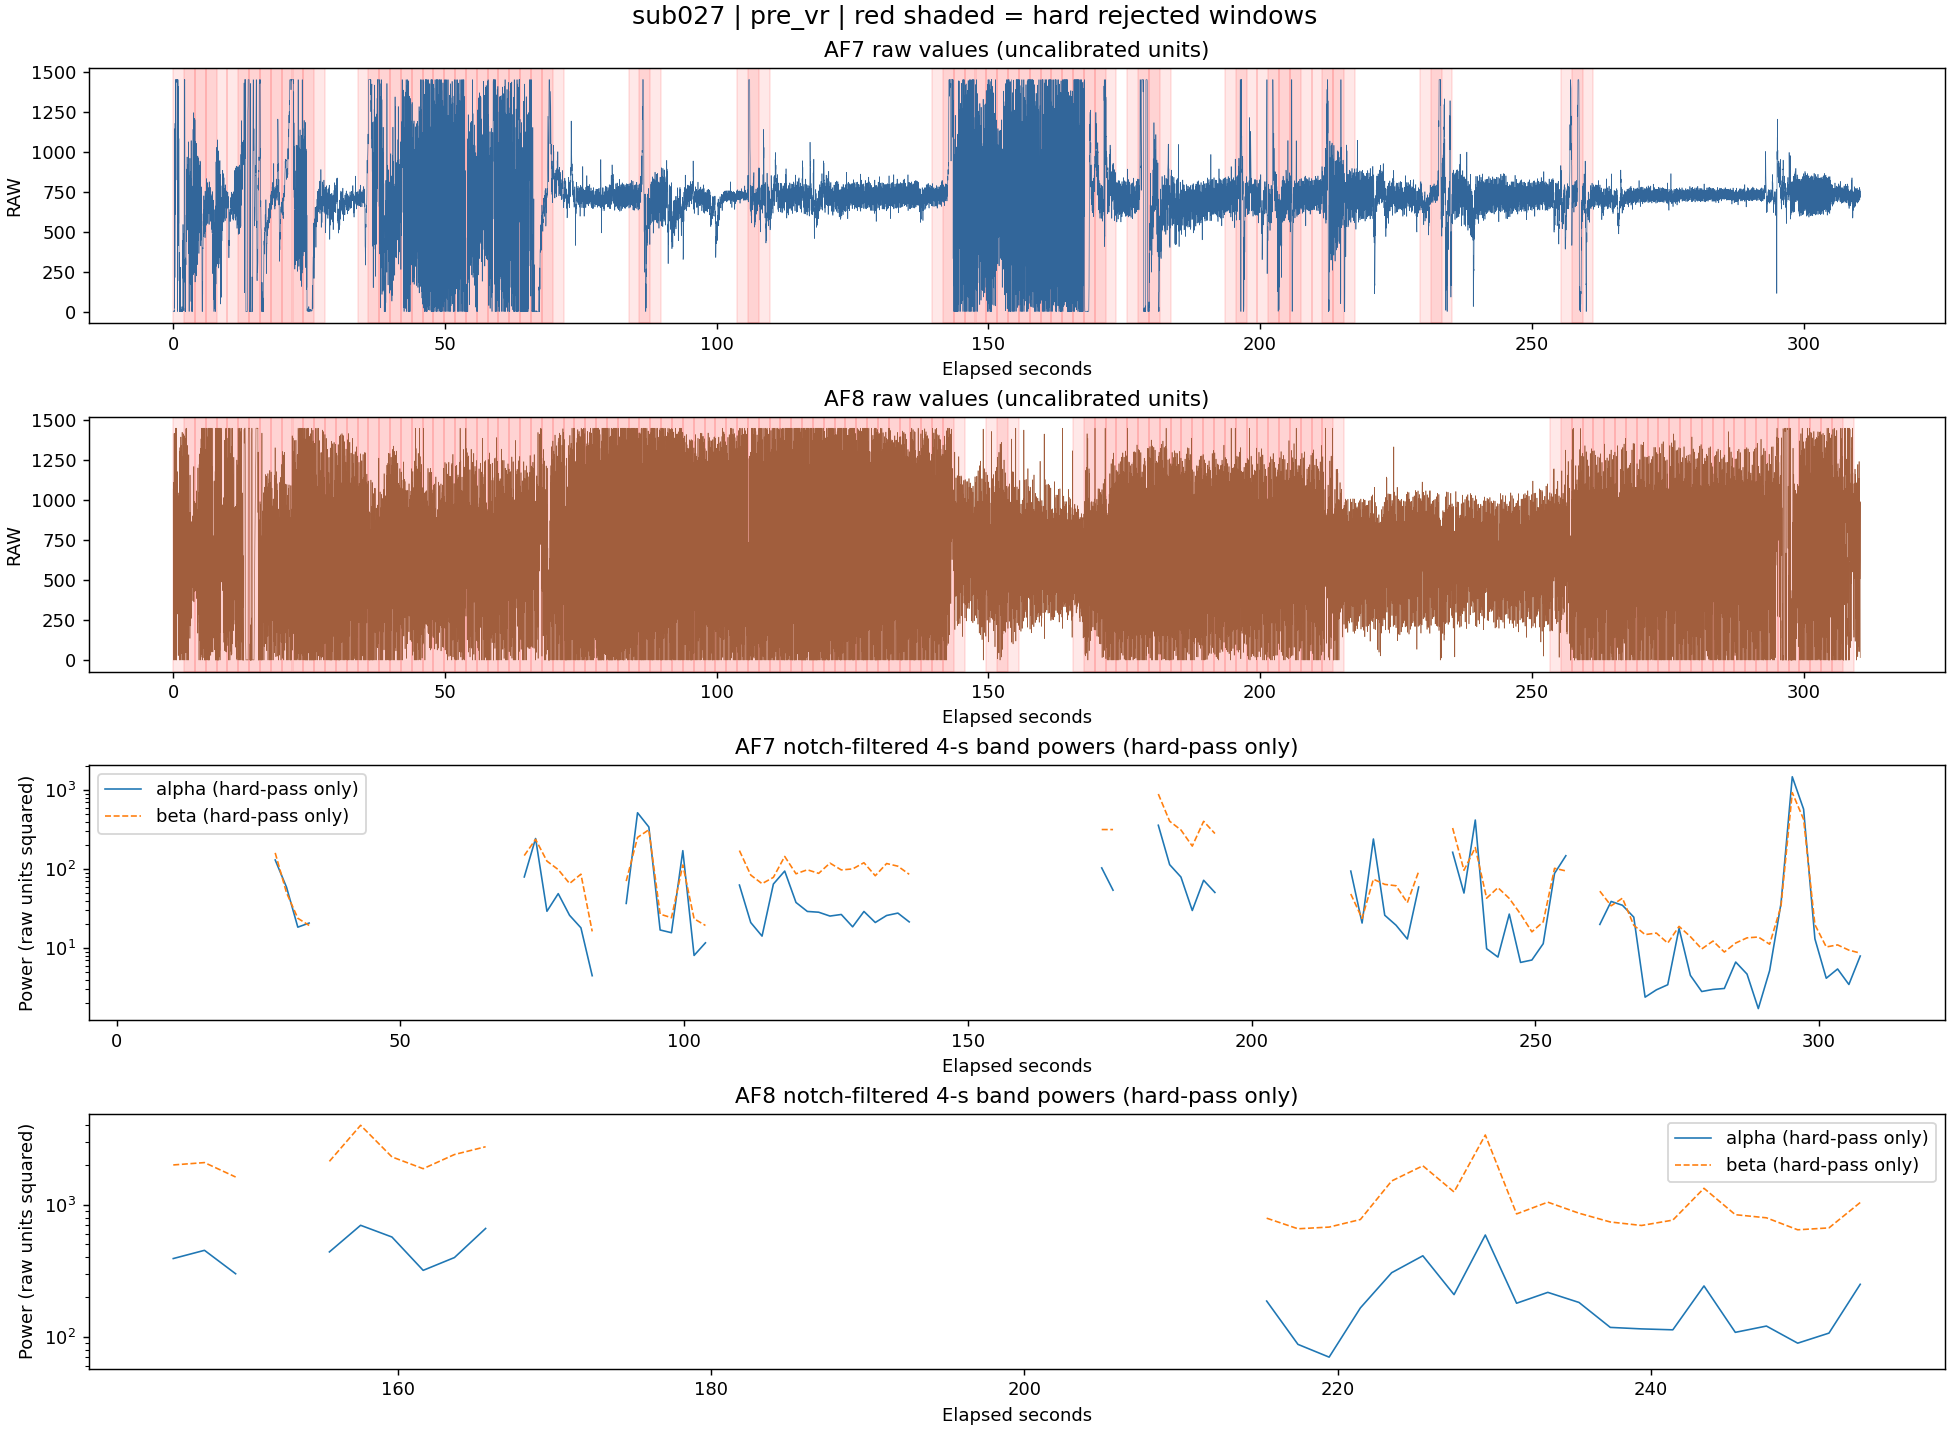 sub027 | pre_vr | red shaded = hard rejected windows
AF7 raw values (uncalibrated units)
1500
1250
1000
750
500
250
0
RAW
0 50 100 150 200 250 300
Elapsed seconds
AF8 raw values (uncalibrated units)
1500
1250
1000
750
500
250
0
RAW
0 50 100 150 200 250 300
Elapsed seconds
AF7 notch-filtered 4-s band powers (hard-pass only)
alpha (hard-pass only)
beta (hard-pass only)
10³
10²
10¹
Power (raw units squared)
0 50 100 150 200 250 300
Elapsed seconds
AF8 notch-filtered 4-s band powers (hard-pass only)
alpha (hard-pass only)
beta (hard-pass only)
10³
10²
Power (raw units squared)
160 180 200 220 240
Elapsed seconds